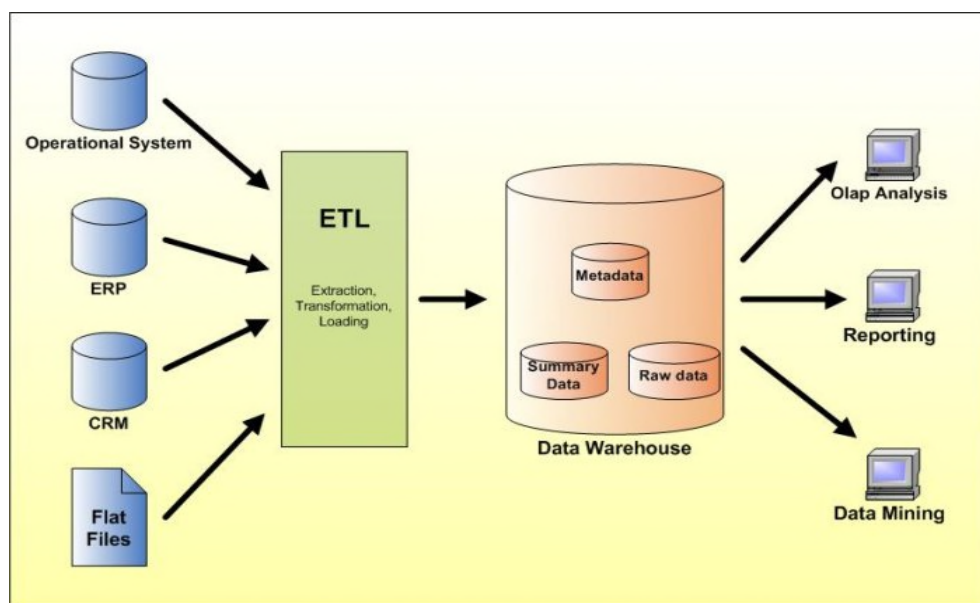 Operational System
ERP
CRM
Flat
Files
ETL
Extraction,
Transformation,
Loading
Metadata
Summary
Data
Raw data
Data Warehouse
Olap Analysis
Reporting
Data Mining